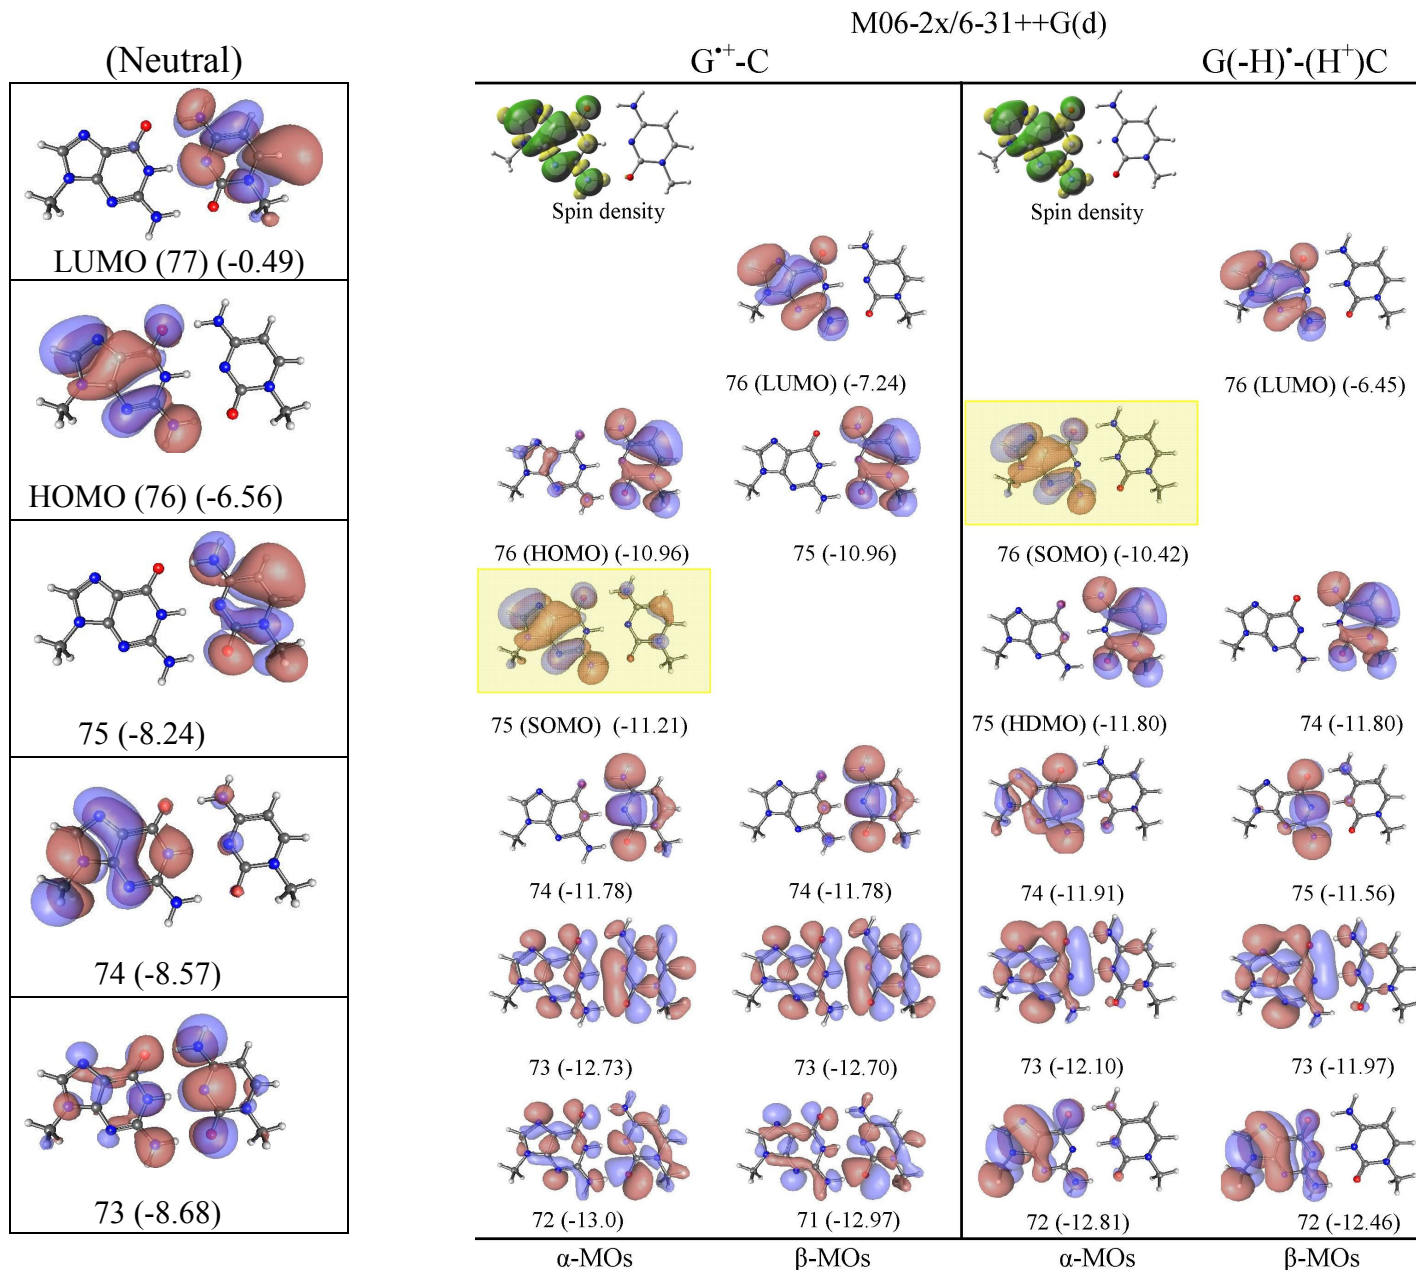 M06-2x/6-31++G(d)
(Neutral)
G•+-C
G(-H)•-(H+)C
LUMO (77) (-0.49)
HOMO (76) (-6.56)
75 (-8.24)
74 (-8.57)
73 (-8.68)
Spin density
Spin density
76 (LUMO) (-7.24)
76 (LUMO) (-6.45)
76 (HOMO) (-10.96)
75 (-10.96)
76 (SOMO) (-10.42)
75 (SOMO) (-11.21)
75 (HDMO) (-11.80)
74 (-11.80)
74 (-11.78)
74 (-11.78)
74 (-11.91)
75 (-11.56)
73 (-12.73)
73 (-12.70)
73 (-12.10)
73 (-11.97)
72 (-13.0)
71 (-12.97)
72 (-12.81)
72 (-12.46)
α-MOs
β-MOs
α-MOs
β-MOs